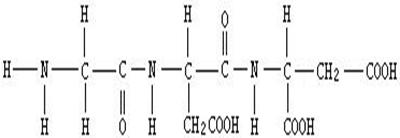 H H O H
H—N—C—C—N—C—C—N—C—CH₂—COOH
H H O H CH₂COOH H COOH